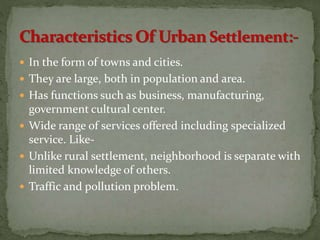 Characteristics Of Urban Settlement:-
• In the form of towns and cities.
• They are large, both in population and area.
• Has functions such as business, manufacturing,
government cultural center.
• Wide range of services offered including specialized
service. Like-
• Unlike rural settlement, neighborhood is separate with
limited knowledge of others.
• Traffic and pollution problem.